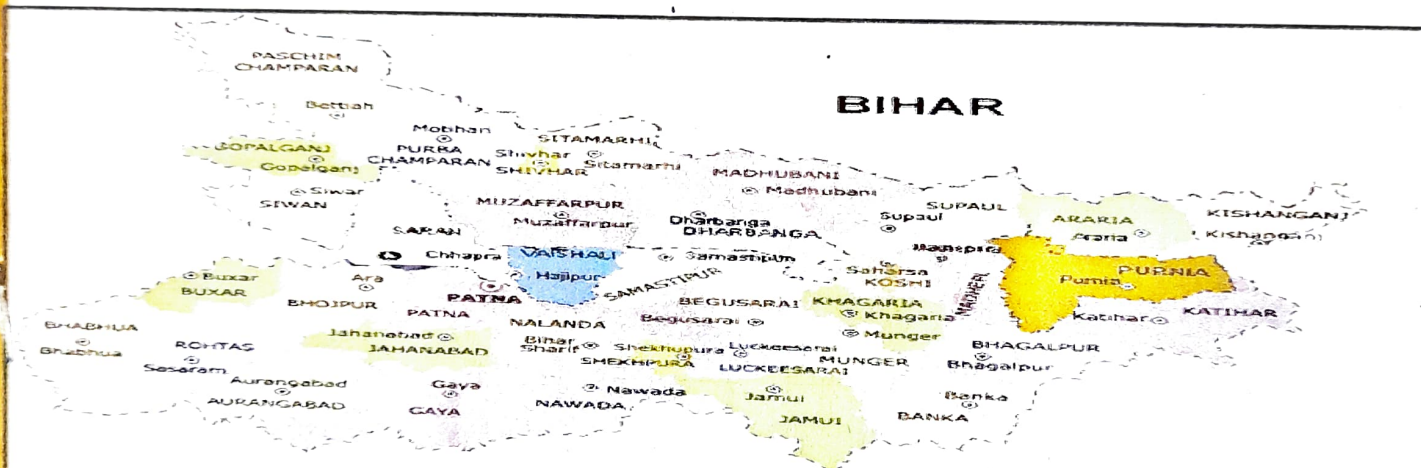 BIHAR
PASCHIM
CHAMPARAN
Bettiah
Motihari
PURBA
CHAMPARAN
SITAMARHI
Sitamarhi
Shivhar
SHIVHAR
GOPALGANJ
Gopalganj
Siwan
SIWAN
MADHUBANI
Madhubani
MUZAFFARPUR
Muzaffarpur
Dharbanga
DHARBANGA
SUPAUL
Supaul
ARARIA
Araria
KISHANGANJ
Kishanganj
SARAN
Chhapra
VAISHALI
Hajipur
Samastipur
SAMASTIPUR
Saharsa
KOSHI
PURNIA
Purnia
Buxar
BUXAR
Ara
BHOJPUR
PATNA
PATNA
BEGUSARAI
Begusarai
KHAGARIA
Khagaria
Katihar
KATIHAR
BHABHUA
Bhabhua
ROHTAS
Sasaram
Jahanabad
JAHANABAD
NALANDA
Bihar
Sharif
Shekhupura
SHEKHPURA
Luckeesarai
LUCKEESARAI
Munger
MUNGER
BHAGALPUR
Bhagalpur
Aurangabad
AURANGABAD
Gaya
GAYA
Nawada
NAWADA
Jamui
JAMUI
Banka
BANKA